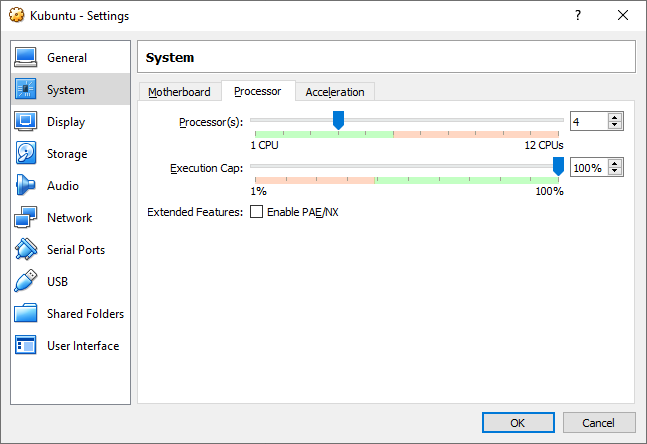 Kubuntu - Settings
General
System
Display
Storage
Audio
Network
Serial Ports
USB
Shared Folders
User Interface
System
Motherboard Processor Acceleration
Processor(s): 4
1 CPU 12 CPUs
Execution Cap: 100%
1% 100%
Extended Features: Enable PAE/NX
OK Cancel